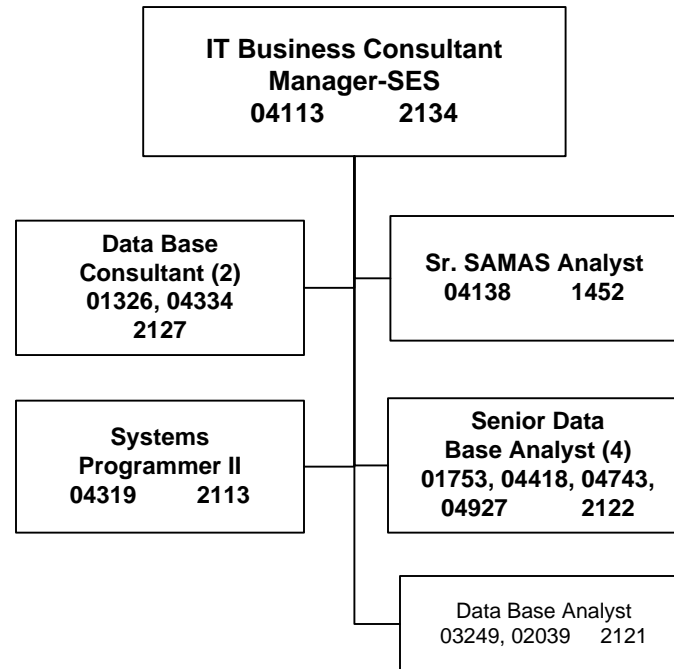 IT Business Consultant
Manager-SES
04113 2134
Data Base
Consultant (2)
01326, 04334
2127
Sr. SAMAS Analyst
04138 1452
Systems
Programmer II
04319 2113
Senior Data
Base Analyst (4)
01753, 04418, 04743,
04927 2122
Data Base Analyst
03249, 02039 2121